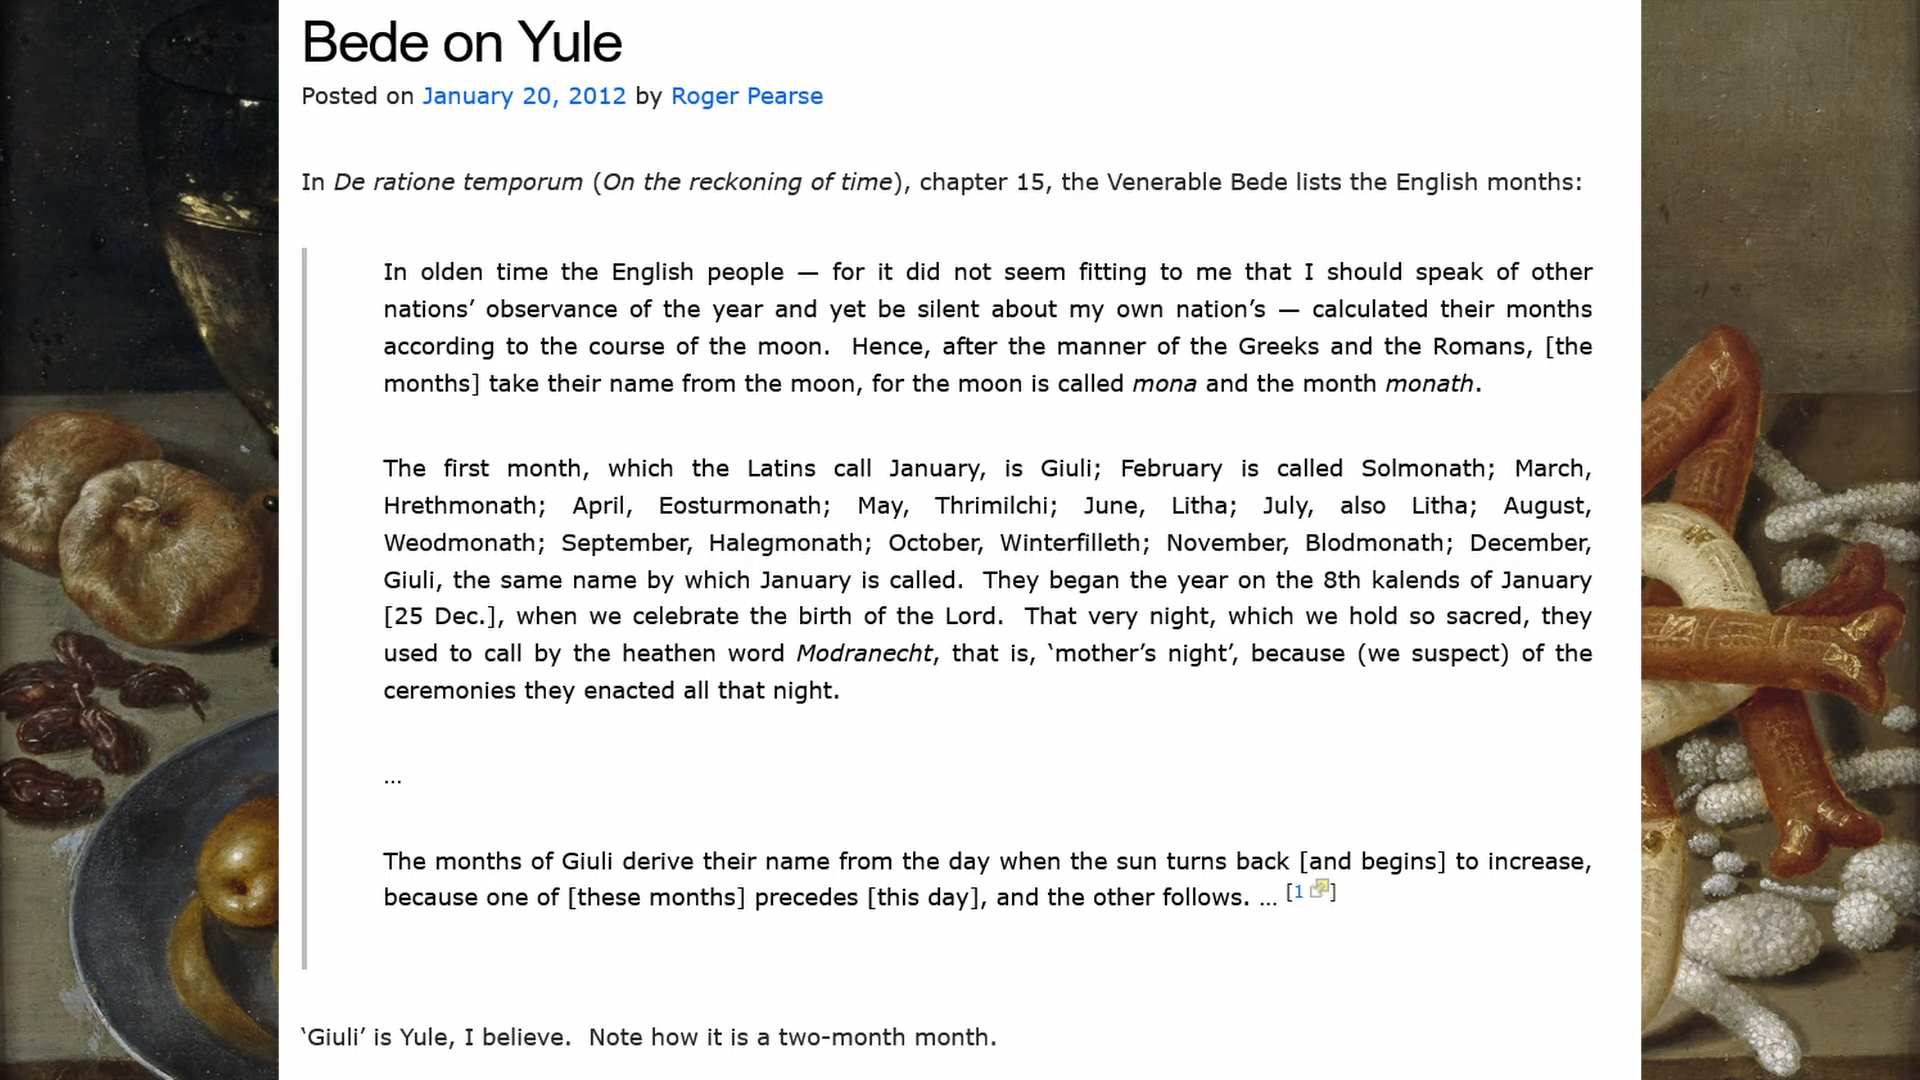 Bede on Yule
Posted on January 20, 2012 by Roger Pearse
In De ratione temporum (On the reckoning of time), chapter 15, the Venerable Bede lists the English months:
In olden time the English people — for it did not seem fitting to me that I should speak of other
nations’ observance of the year and yet be silent about my own nation’s — calculated their months
according to the course of the moon.  Hence, after the manner of the Greeks and the Romans, [the
months] take their name from the moon, for the moon is called mona and the month monath.
The first month, which the Latins call January, is Giuli; February is called Solmonath; March,
Hrethmonath; April, Eosturmonath; May, Thrimilchi; June, Litha; July, also Litha; August,
Weodmonath; September, Halegmonath; October, Winterfilleth; November, Blodmonath; December,
Giuli, the same name by which January is called.  They began the year on the 8th kalends of January
[25 Dec.], when we celebrate the birth of the Lord.  That very night, which we hold so sacred, they
used to call by the heathen word Modranecht, that is, ‘mother’s night’, because (we suspect) of the
ceremonies they enacted all that night.
…
The months of Giuli derive their name from the day when the sun turns back [and begins] to increase,
because one of [these months] precedes [this day], and the other follows. … [1]
‘Giuli’ is Yule, I believe.  Note how it is a two-month month.